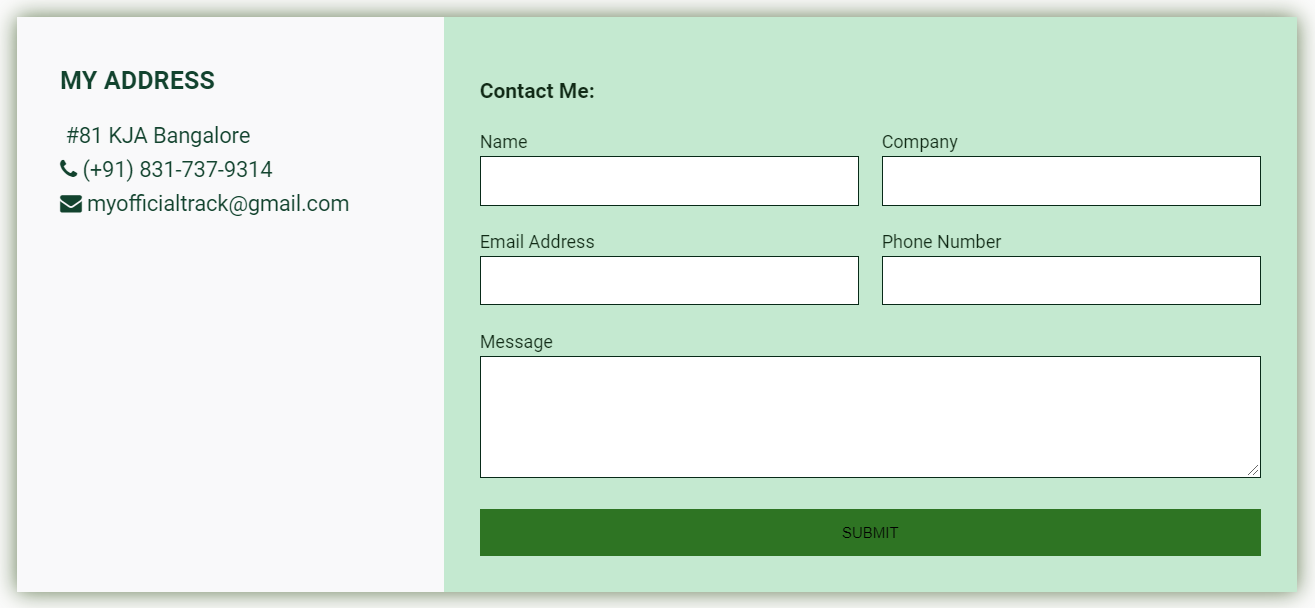 MY ADDRESS
#81 KJA Bangalore
(+91) 831-737-9314
myofficialtrack@gmail.com
Contact Me:
Name
Company
Email Address
Phone Number
Message
SUBMIT